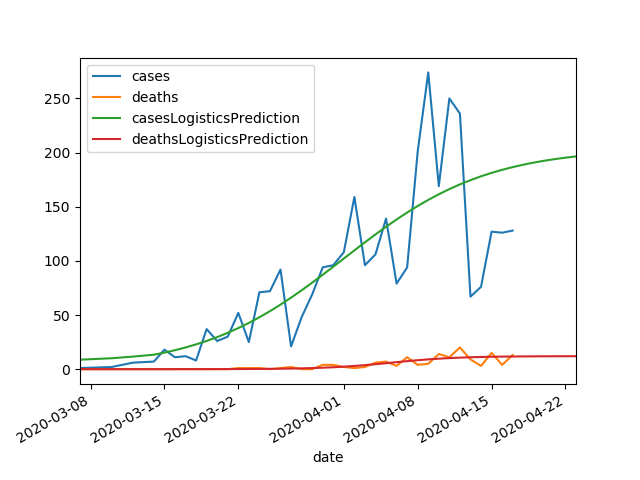 cases
deaths
casesLogisticsPrediction
deathsLogisticsPrediction
250
200
150
100
50
0
2020-03-08
2020-03-15
2020-03-22
2020-04-01
2020-04-08
2020-04-15
2020-04-22
date